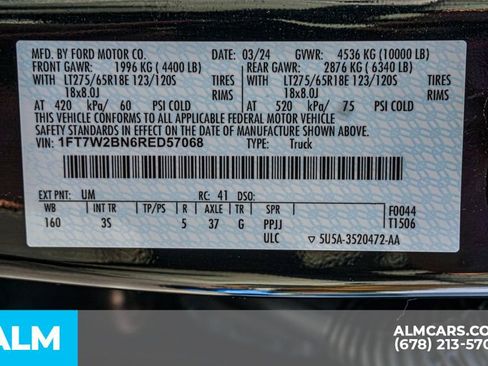 MFD. BY FORD MOTOR CO. 03/24 GVWR: 4536 KG (10000 LB)
FRONT GAWR: 1996 KG (4400 LB) REAR GAWR: 2876 KG (6340 LB)
WITH LT275/65R18E 123/120S WITH LT275/65R18E 123/120S
18x8.0J 18x8.0J
AT 420 kPa/ 60 PSI COLD AT 520 kPa/ 75 PSI COLD
THIS VEHICLE CONFORMS TO ALL APPLICABLE FEDERAL MOTOR VEHICLE
SAFETY STANDARDS IN EFFECT ON THE DATE OF MANUFACTURE SHOWN ABOVE.
VIN: 1FT7W2BN6RED57068 TYPE: Truck
EXT PNT: UM RC: 41 DSO: F0044
WB INT TR TP/PS R AXLE TR SPR T1506
160 3S 5 37 G PPJJ
ULC 5U5A-3520472-AA
ALM ALMCARS.CO
(678) 213-570